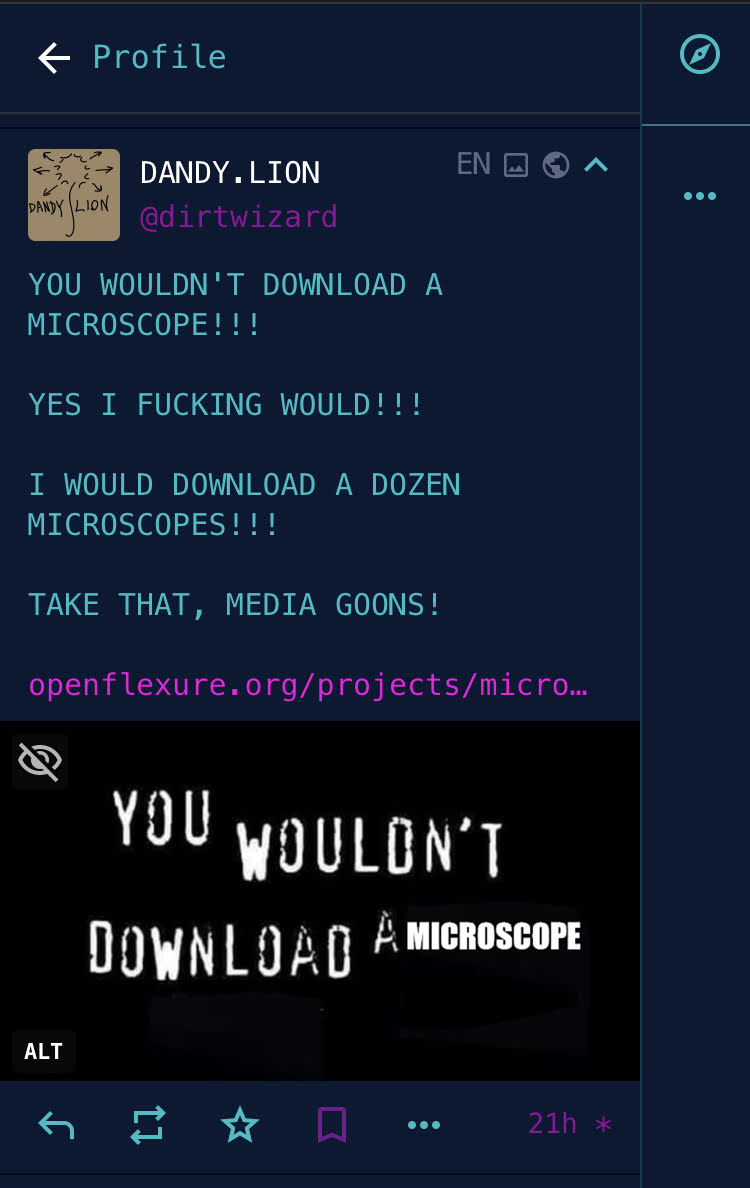 Profile
DANDY LION
DANDY.LION
EN
@dirtwizard
YOU WOULDN'T DOWNLOAD A
MICROSCOPE!!!
YES I FUCKING WOULD!!!
I WOULD DOWNLOAD A DOZEN
MICROSCOPES!!!
TAKE THAT, MEDIA GOONS!
openflexure.org/projects/micro…
YOU WOULDN'T
DOWNLOAD A MICROSCOPE
ALT
21h *